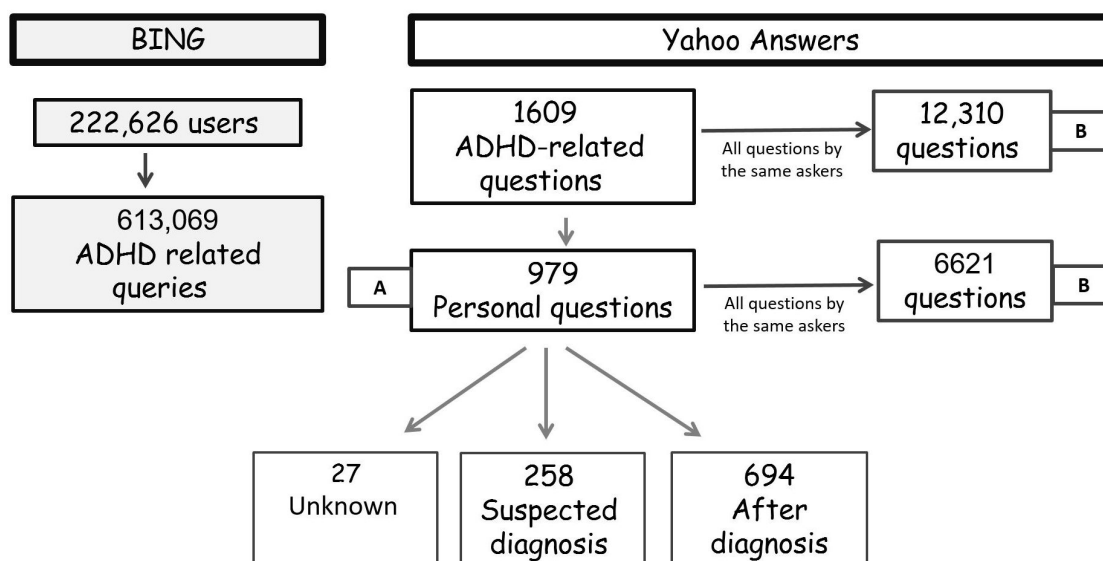 BING
222,626 users
613,069
ADHD related
queries
Yahoo Answers
1609
ADHD-related
questions
All questions by
the same askers
12,310
questions
B
A
979
Personal questions
All questions by
the same askers
6621
questions
B
27
Unknown
258
Suspected
diagnosis
694
After
diagnosis